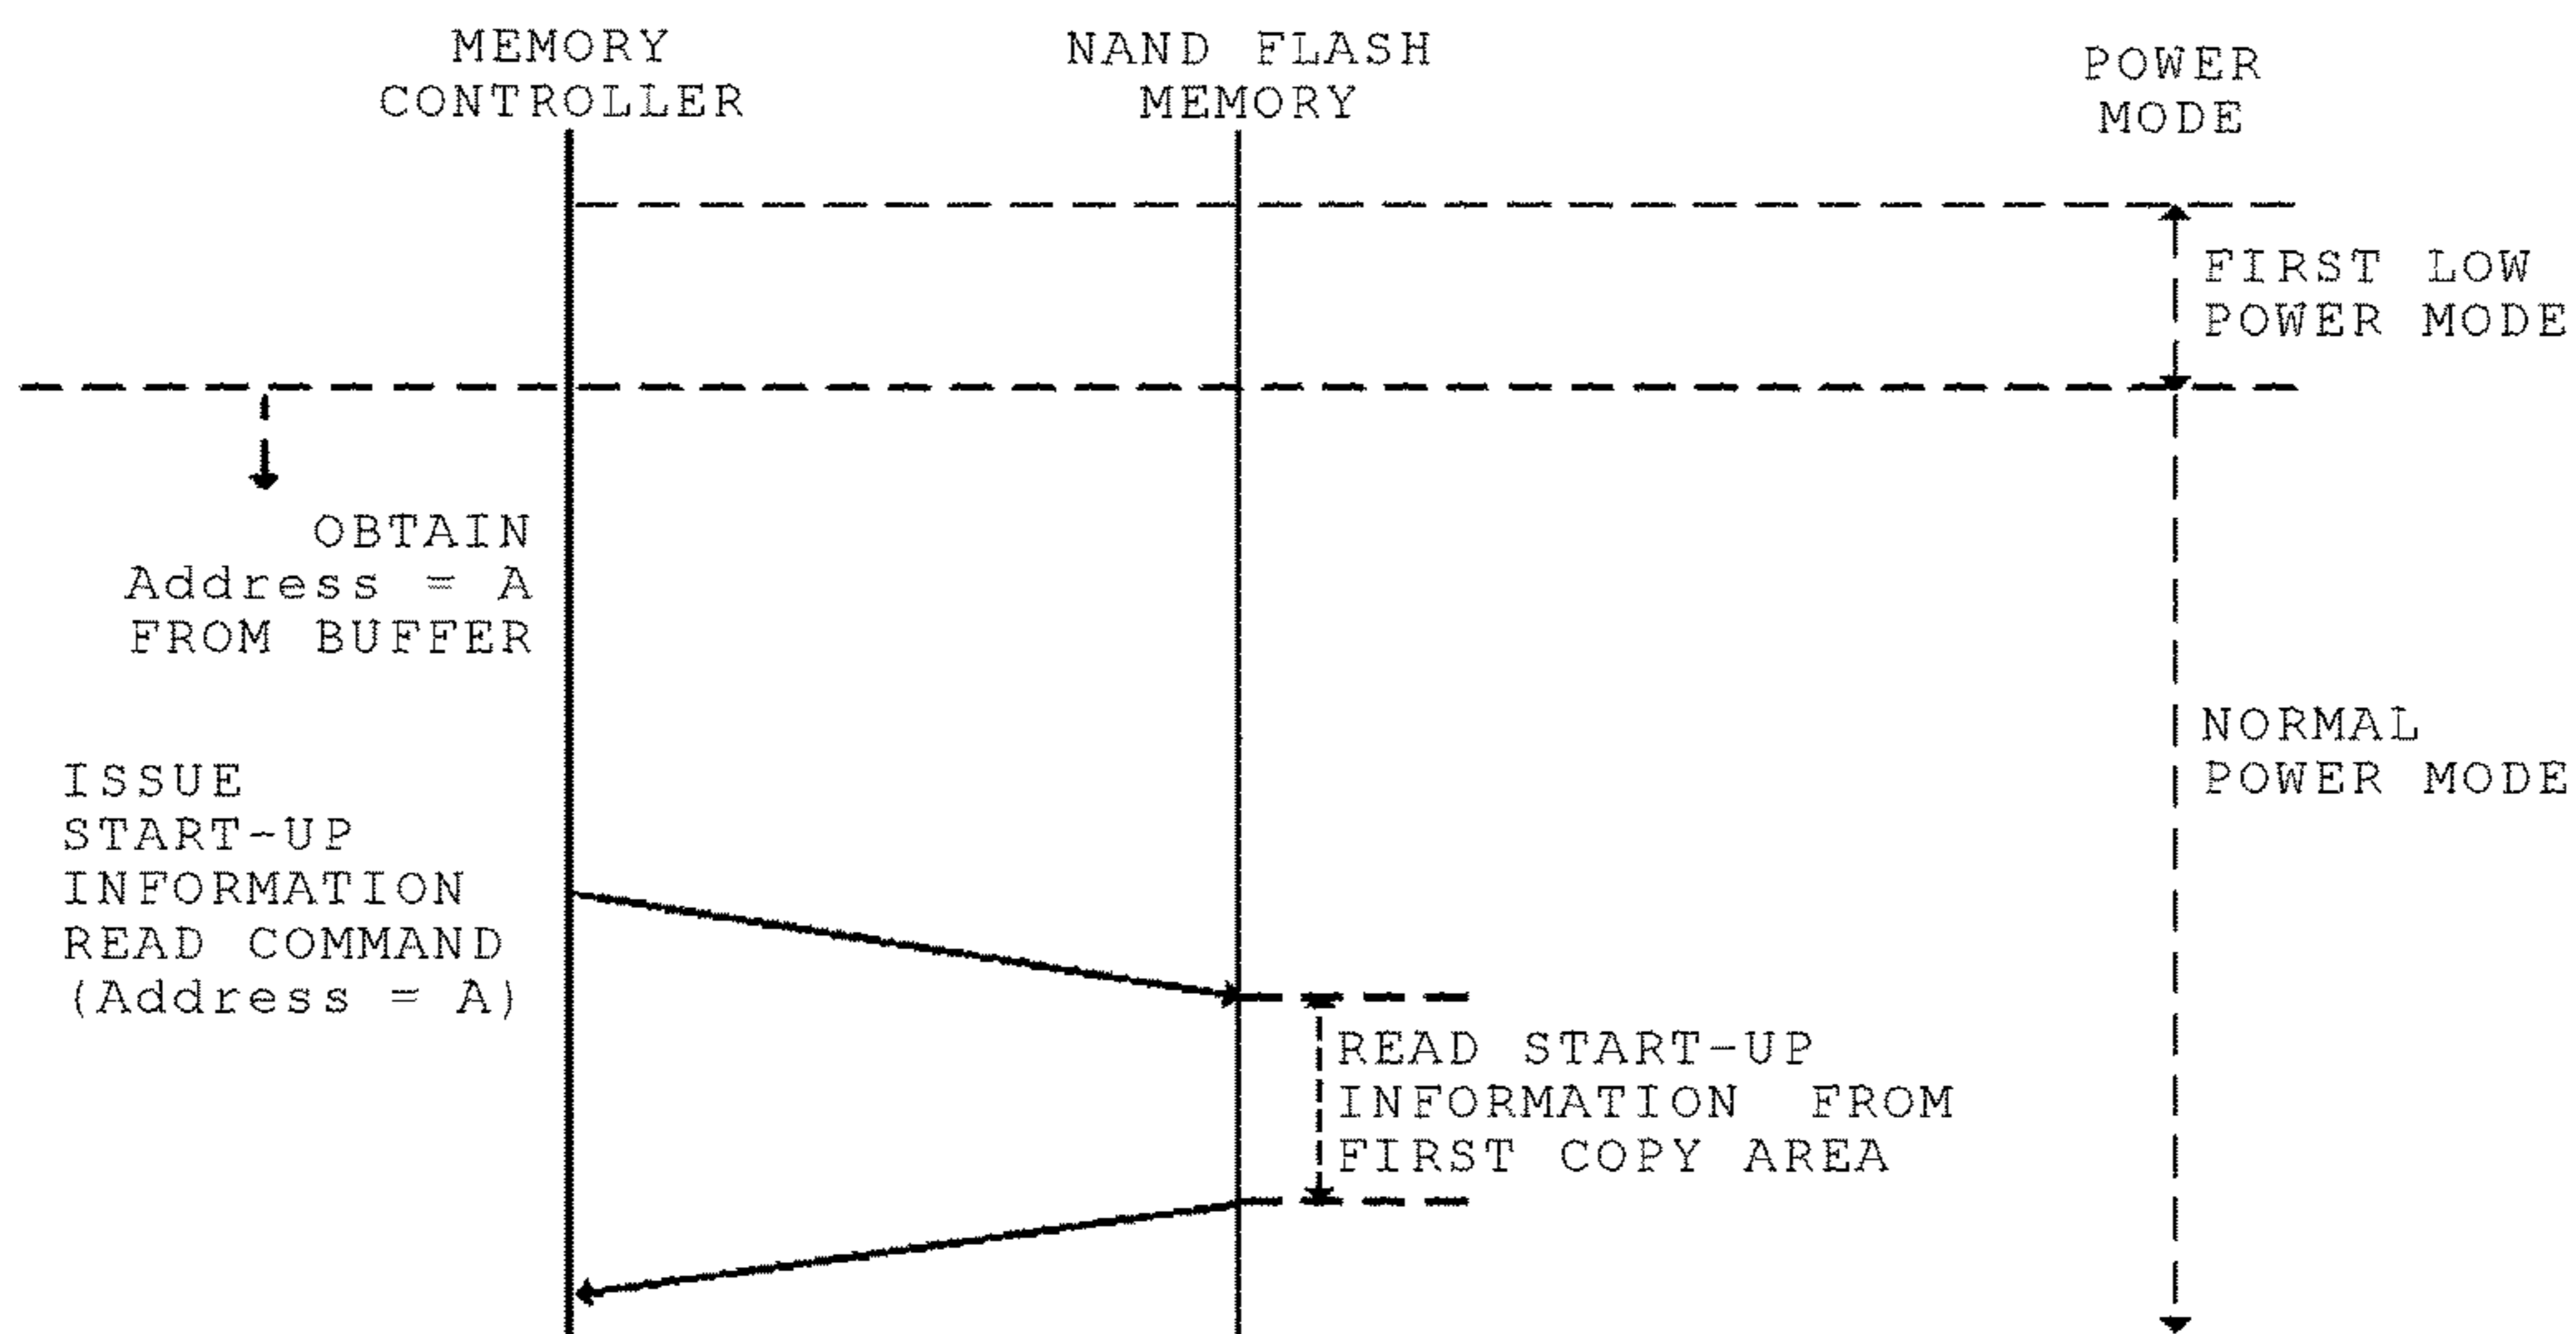 MEMORY
CONTROLLER
NAND FLASH
MEMORY
POWER
MODE
FIRST LOW
POWER MODE
OBTAIN
Address = A
FROM BUFFER
NORMAL
POWER MODE
ISSUE
START-UP
INFORMATION
READ COMMAND
(Address = A)
READ START-UP
INFORMATION FROM
FIRST COPY AREA